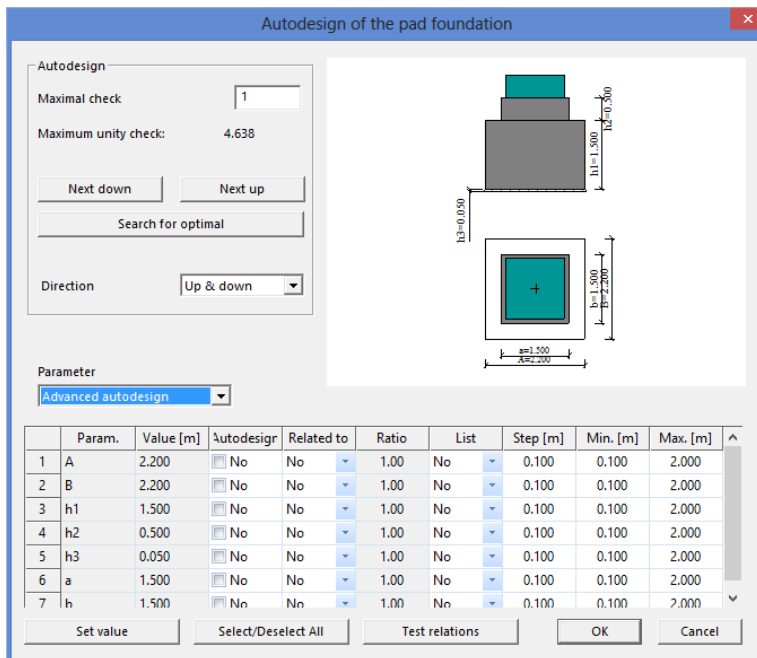 Autodesign of the pad foundation
Autodesign
Maximal check 1
Maximum unity check: 4.638
Next down Next up
Search for optimal
Direction Up & down
Parameter
Advanced autodesign
h2=0.500
h1=1.500
h3=0.050
b=1.500
B=2.200
a=1.500
A=2.200
Param. Value [m] Autodesign Related to Ratio List Step [m] Min. [m] Max. [m]
1 A 2.200 No No 1.00 No 0.100 0.100 2.000
2 B 2.200 No No 1.00 No 0.100 0.100 2.000
3 h1 1.500 No No 1.00 No 0.100 0.100 2.000
4 h2 0.500 No No 1.00 No 0.100 0.100 2.000
5 h3 0.050 No No 1.00 No 0.100 0.100 2.000
6 a 1.500 No No 1.00 No 0.100 0.100 2.000
7 b 1.500 No No 1.00 No 0.100 0.100 2.000
Set value Select/Deselect All Test relations OK Cancel